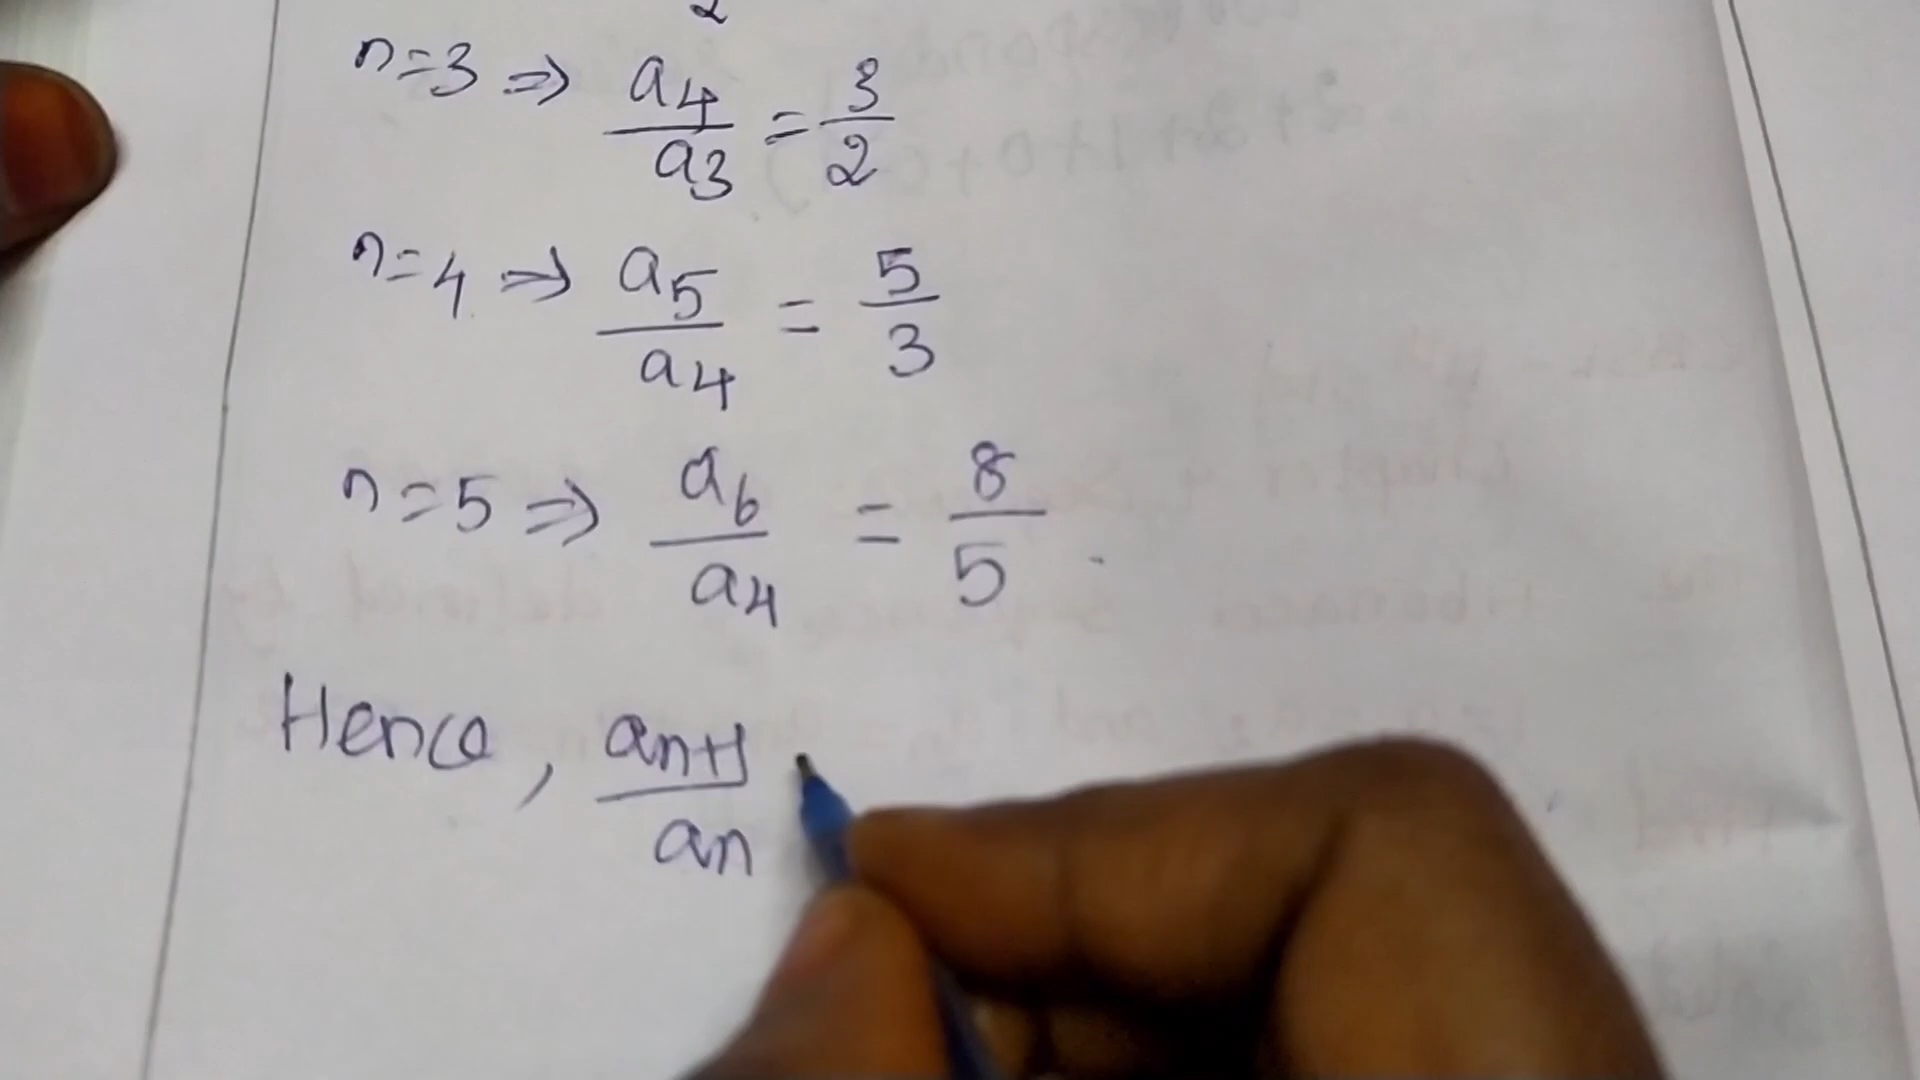 2
n=3 ⇒ a4/a3 = 3/2
n=4 ⇒ a5/a4 = 5/3
n=5 ⇒ a6/a4 = 8/5.
Hence, an+1/an